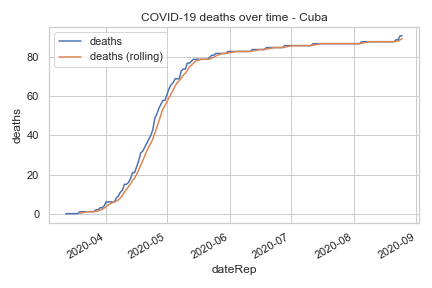 COVID-19 deaths over time - Cuba
deaths
deaths (rolling)
80
60
40
20
0
deaths
2020-04
2020-05
2020-06
2020-07
2020-08
2020-09
dateRep